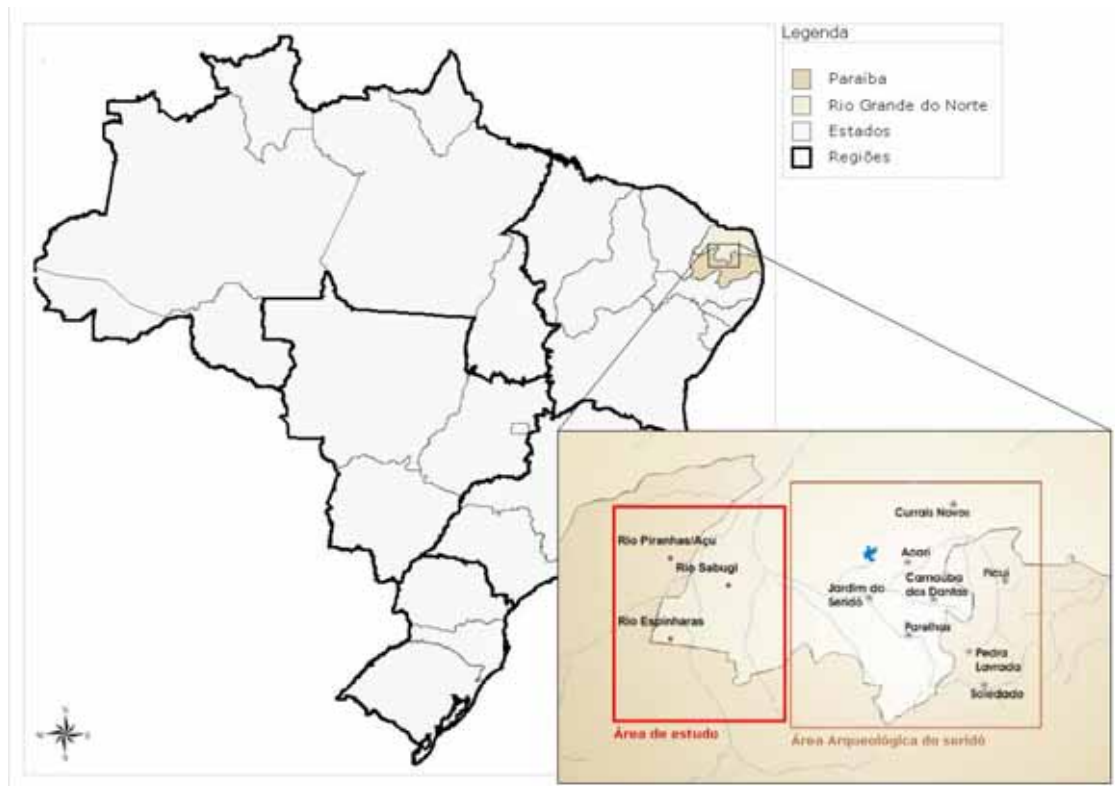 Legenda
Paraíba
Rio Grande do Norte
Estados
Regiões
Currais Novos
Rio Piranhas/Açu
Acari
Rio Sabugi
Picuí
Carnaúba
dos Dantas
Jardim do
Seridó
Rio Espinharas
Parelhas
Pedra
Lavrada
Soledade
Área de estudo
Área Arqueológica do seridó